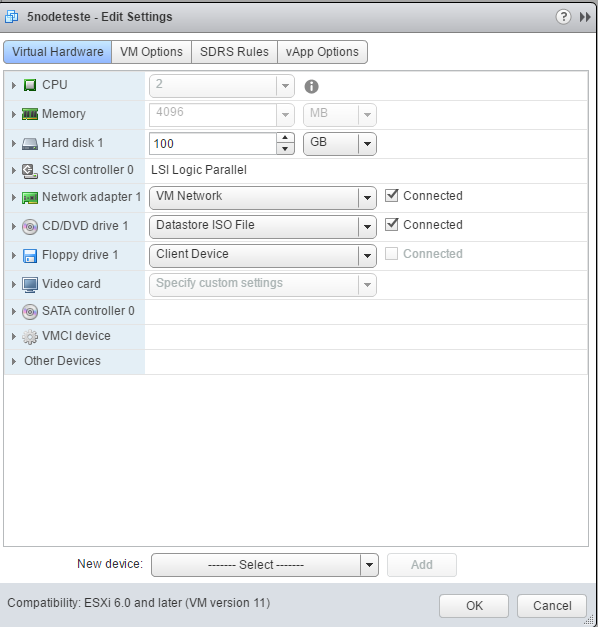 5nodeteste - Edit Settings
?
Virtual Hardware VM Options SDRS Rules vApp Options
CPU 2
Memory 4096 MB
Hard disk 1 100 GB
SCSI controller 0 LSI Logic Parallel
Network adapter 1 VM Network Connected
CD/DVD drive 1 Datastore ISO File Connected
Floppy drive 1 Client Device Connected
Video card Specify custom settings
SATA controller 0
VMCI device
Other Devices
New device: ------- Select ------- Add
Compatibility: ESXi 6.0 and later (VM version 11) OK Cancel